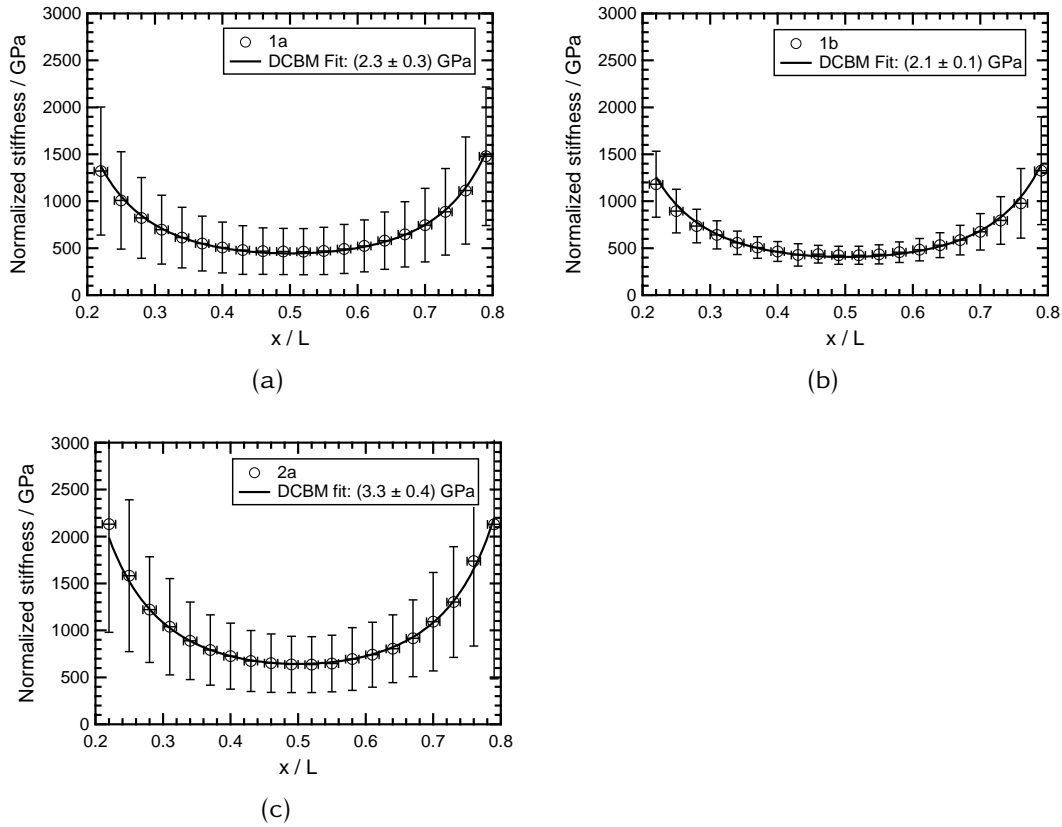 3000
2500
2000
1500
1000
500
0
Normalized stiffness / GPa
1a
DCBM Fit: (2.3 ± 0.3) GPa
0.2 0.3 0.4 0.5 0.6 0.7 0.8
x / L
(a)
3000
2500
2000
1500
1000
500
0
Normalized stiffness / GPa
1b
DCBM Fit: (2.1 ± 0.1) GPa
0.2 0.3 0.4 0.5 0.6 0.7 0.8
x / L
(b)
3000
2500
2000
1500
1000
500
0
Normalized stiffness / GPa
2a
DCBM fit: (3.3 ± 0.4) GPa
0.2 0.3 0.4 0.5 0.6 0.7 0.8
x / L
(c)